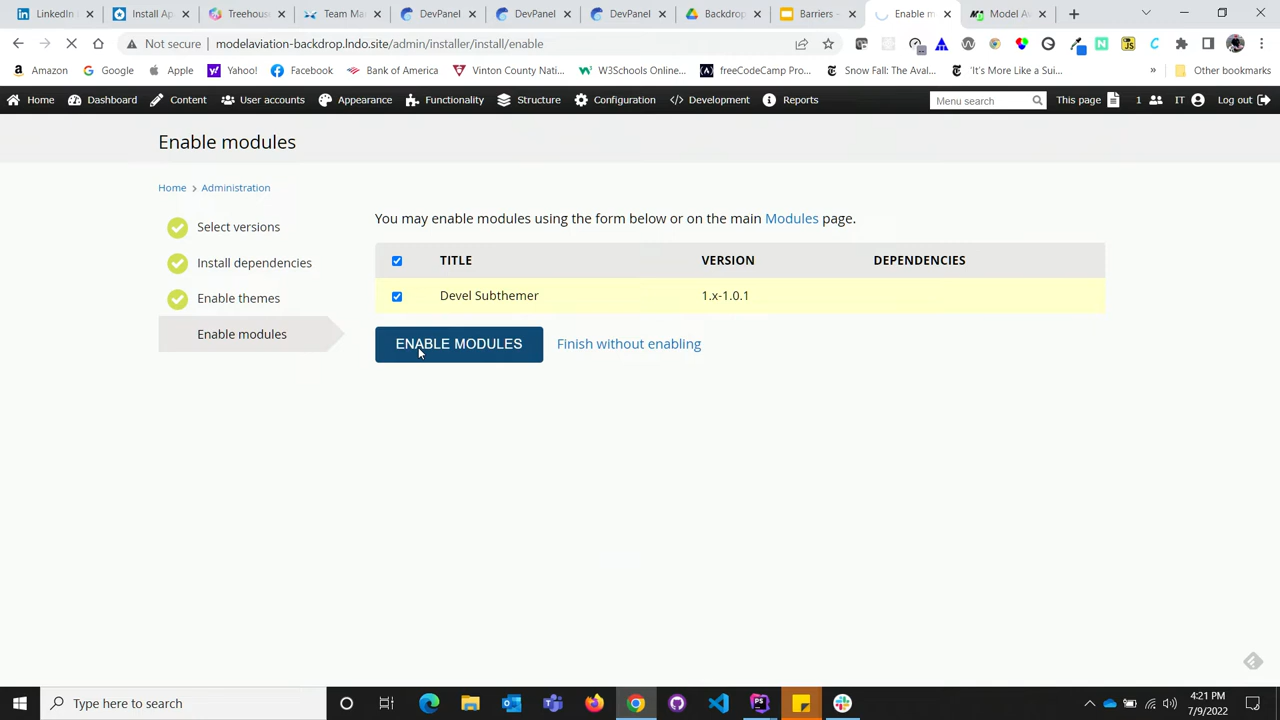 LinkedIn
Install Ap
Treehous
Team Ma
DevPanel
DevPanel
DevPanel
Backdrop
Barriers -
Enable m
Model Av
Not secure
modelaviation-backdrop.lndo.site/admin/installer/install/enable
Amazon
Google
Apple
Yahoo!
Facebook
Bank of America
Vinton County Nati...
W3Schools Online...
freeCodeCamp Pro...
Snow Fall: The Aval...
'It's More Like a Sui...
»
Other bookmarks
Home
Dashboard
Content
User accounts
Appearance
Functionality
Structure
Configuration
Development
Reports
Menu search
This page
1
IT
Log out
Enable modules
Home > Administration
Select versions
Install dependencies
Enable themes
Enable modules
You may enable modules using the form below or on the main Modules page.
TITLE VERSION DEPENDENCIES
Devel Subthemer 1.x-1.0.1
ENABLE MODULES
Finish without enabling
Type here to search
4:21 PM
7/9/2022